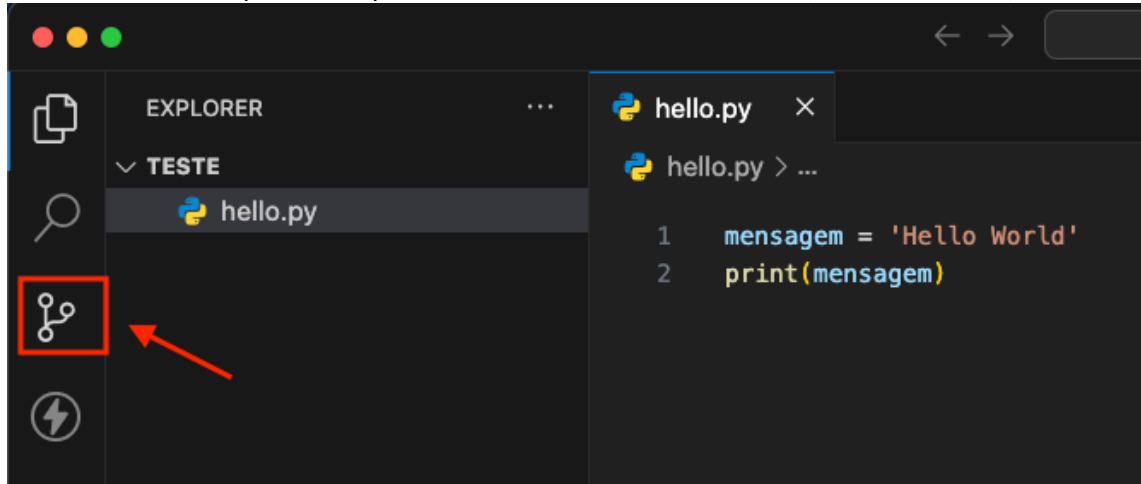 EXPLORER ...
TESTE
hello.py
hello.py ×
hello.py > ...
1 mensagem = 'Hello World'
2 print(mensagem)